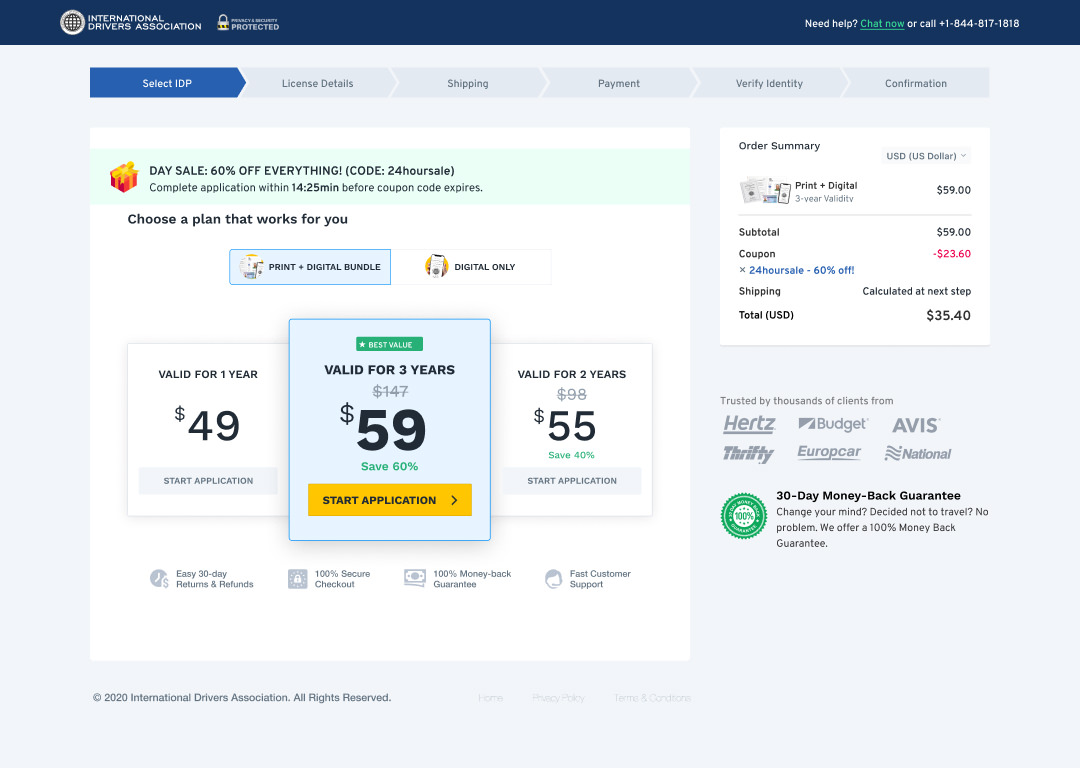 INTERNATIONAL
DRIVERS ASSOCIATION
PRIVACY & SECURITY
PROTECTED
Need help? Chat now or call +1-844-817-1818
Select IDP
License Details
Shipping
Payment
Verify Identity
Confirmation
DAY SALE: 60% OFF EVERYTHING! (CODE: 24hoursale)
Complete application within 14:25min before coupon code expires.
Choose a plan that works for you
PRINT + DIGITAL BUNDLE
DIGITAL ONLY
VALID FOR 1 YEAR
$49
START APPLICATION
★ BEST VALUE
VALID FOR 3 YEARS
$147
$59
Save 60%
START APPLICATION
VALID FOR 2 YEARS
$98
$55
Save 40%
START APPLICATION
Easy 30-day
Returns & Refunds
100% Secure
Checkout
100% Money-back
Guarantee
Fast Customer
Support
Order Summary
USD (US Dollar)
Print + Digital
3-year Validity
$59.00
Subtotal
$59.00
Coupon
-$23.60
× 24hoursale - 60% off!
Shipping
Calculated at next step
Total (USD)
$35.40
Trusted by thousands of clients from
Hertz
Budget
AVIS
Thrifty
Europcar
National
100%
30-Day Money-Back Guarantee
Change your mind? Decided not to travel? No
problem. We offer a 100% Money Back
Guarantee.
© 2020 International Drivers Association. All Rights Reserved.
Home
Privacy Policy
Terms & Conditions